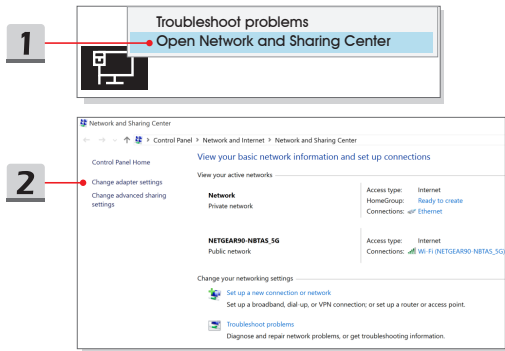 Troubleshoot problems
1
Open Network and Sharing Center
Network and Sharing Center
Control Panel > Network and Internet > Network and Sharing Center
Control Panel Home
View your basic network information and set up connections
View your active networks
2
Change adapter settings
Change advanced sharing
settings
Network
Private network
Access type: Internet
HomeGroup: Ready to create
Connections: Ethernet
NETGEAR90-NBTAS_5G
Public network
Access type: Internet
Connections: Wi-Fi (NETGEAR90-NBTAS_5G)
Change your networking settings
Set up a new connection or network
Set up a broadband, dial-up, or VPN connection; or set up a router or access point.
Troubleshoot problems
Diagnose and repair network problems, or get troubleshooting information.